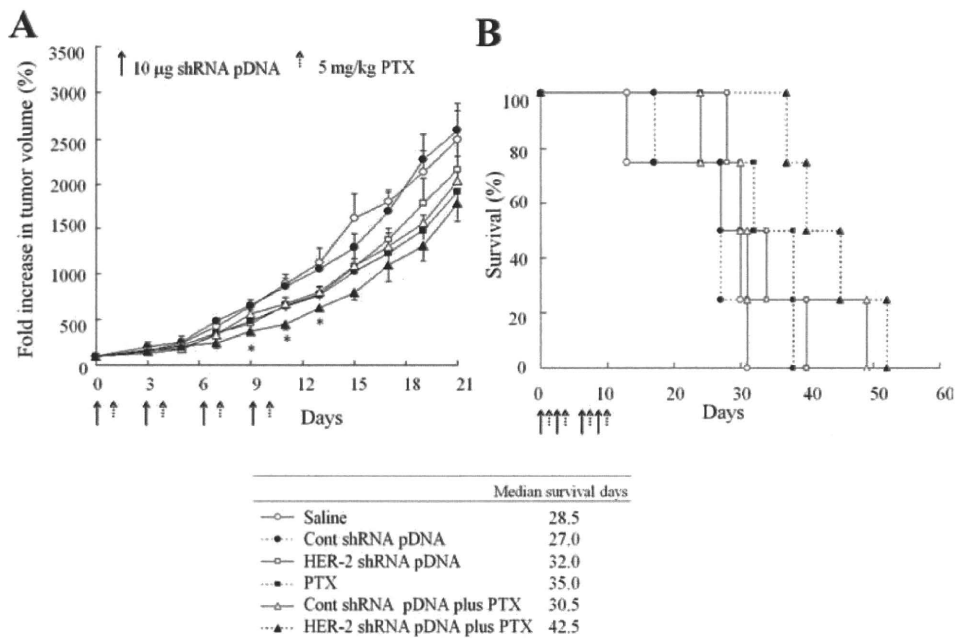 A
Fold increase in tumor volume (%)
3500
3000
2500
2000
1500
1000
500
0
10 μg shRNA pDNA
5 mg/kg PTX
*
*
*
0
3
6
9
12
15
18
21
Days
B
Survival (%)
100
80
60
40
20
0
0
10
20
30
40
50
60
Days
Median survival days
Saline 28.5
Cont shRNA pDNA 27.0
HER-2 shRNA pDNA 32.0
PTX 35.0
Cont shRNA pDNA plus PTX 30.5
HER-2 shRNA pDNA plus PTX 42.5